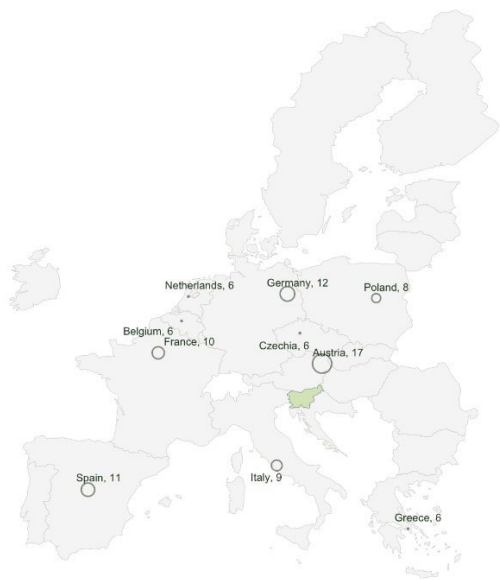 Netherlands, 6
Germany, 12
Poland, 8
Belgium, 6
France, 10
Czechia, 6
Austria, 17
Spain, 11
Italy, 9
Greece, 6